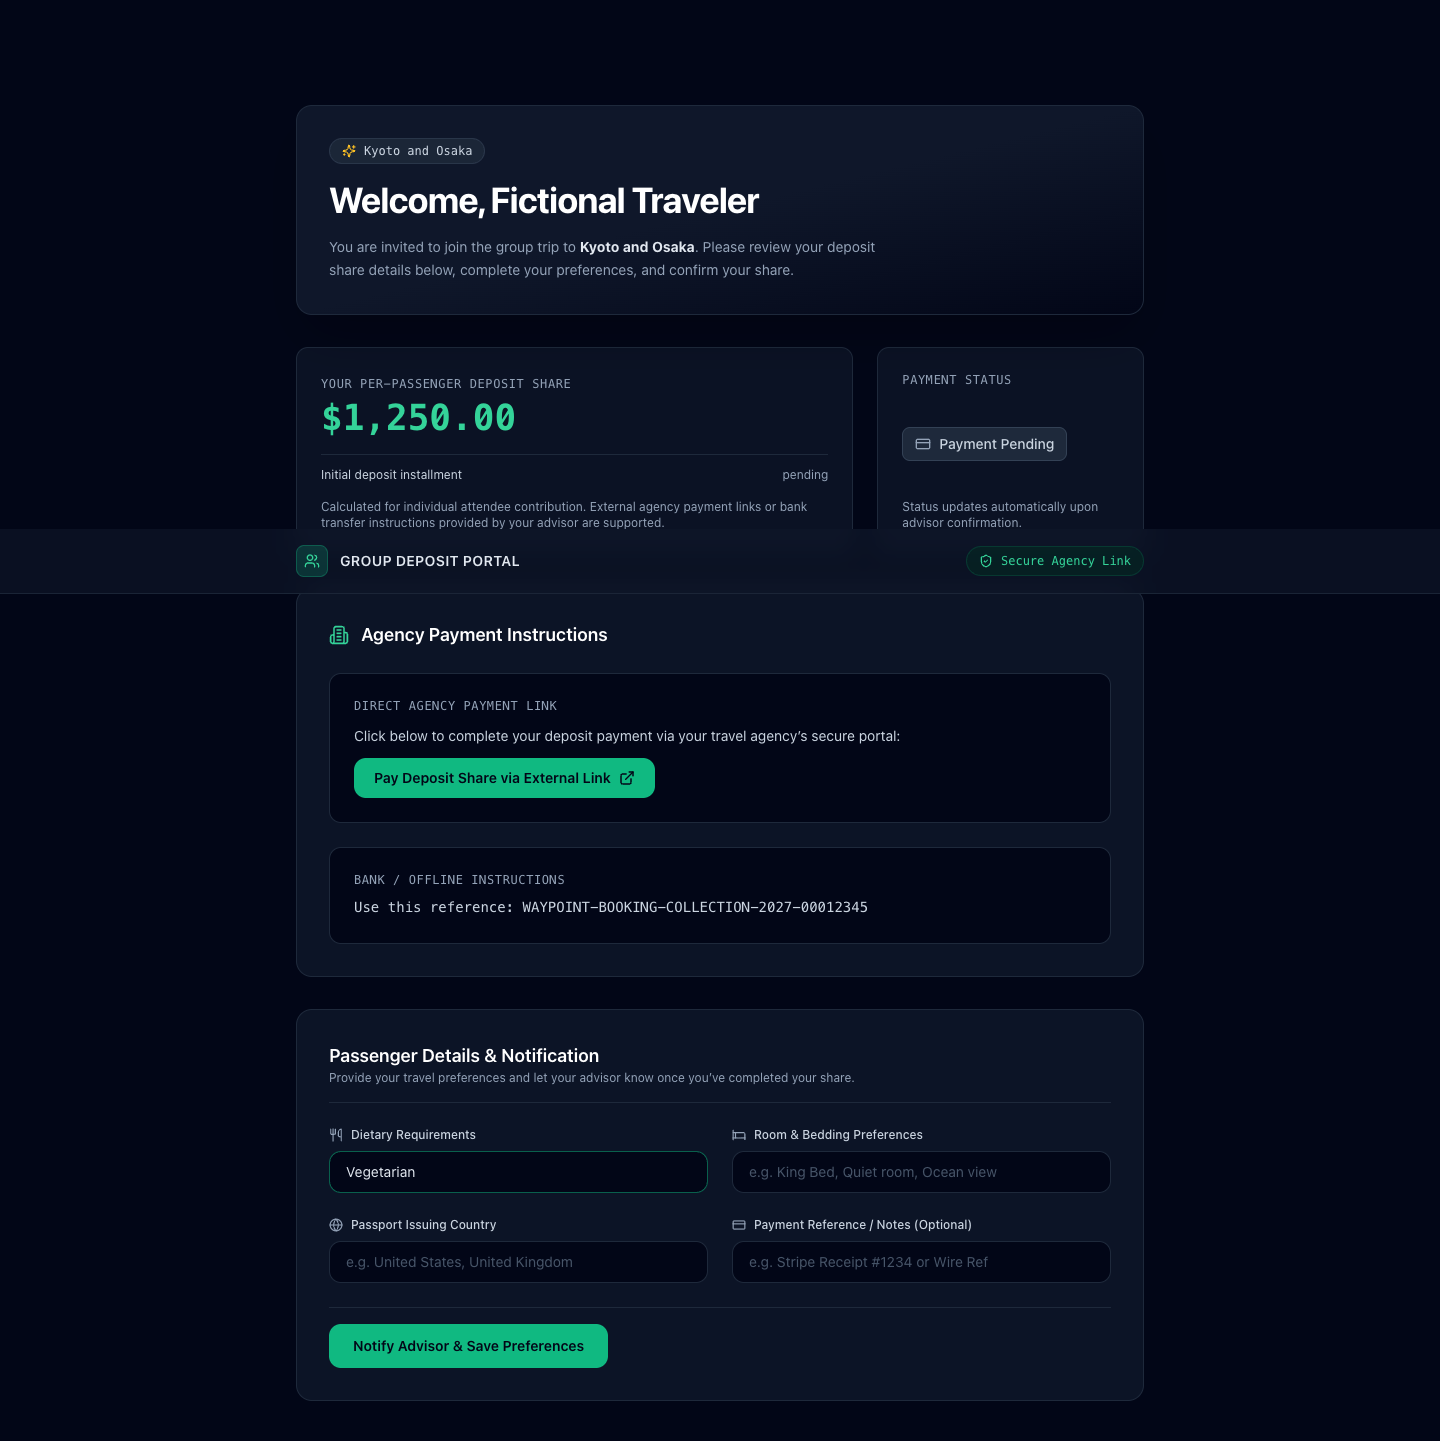 Kyoto and Osaka
Welcome, Fictional Traveler
You are invited to join the group trip to Kyoto and Osaka. Please review your deposit
share details below, complete your preferences, and confirm your share.
YOUR PER-PASSENGER DEPOSIT SHARE
$1,250.00
Initial deposit installment
pending
Calculated for individual attendee contribution. External agency payment links or bank
transfer instructions provided by your advisor are supported.
PAYMENT STATUS
Payment Pending
Status updates automatically upon
advisor confirmation.
GROUP DEPOSIT PORTAL
Secure Agency Link
Agency Payment Instructions
DIRECT AGENCY PAYMENT LINK
Click below to complete your deposit payment via your travel agency’s secure portal:
Pay Deposit Share via External Link
BANK / OFFLINE INSTRUCTIONS
Use this reference: WAYPOINT-BOOKING-COLLECTION-2027-00012345
Passenger Details & Notification
Provide your travel preferences and let your advisor know once you’ve completed your share.
Dietary Requirements
Vegetarian
Room & Bedding Preferences
e.g. King Bed, Quiet room, Ocean view
Passport Issuing Country
e.g. United States, United Kingdom
Payment Reference / Notes (Optional)
e.g. Stripe Receipt #1234 or Wire Ref
Notify Advisor & Save Preferences